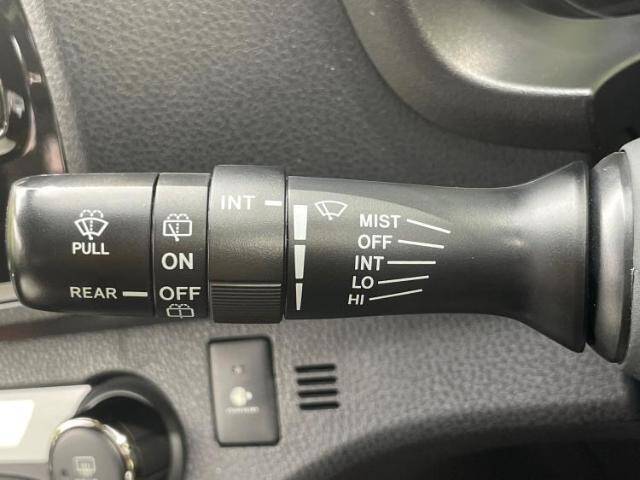 PULL
REAR
ON
OFF
INT
MIST
OFF
INT
LO
HI